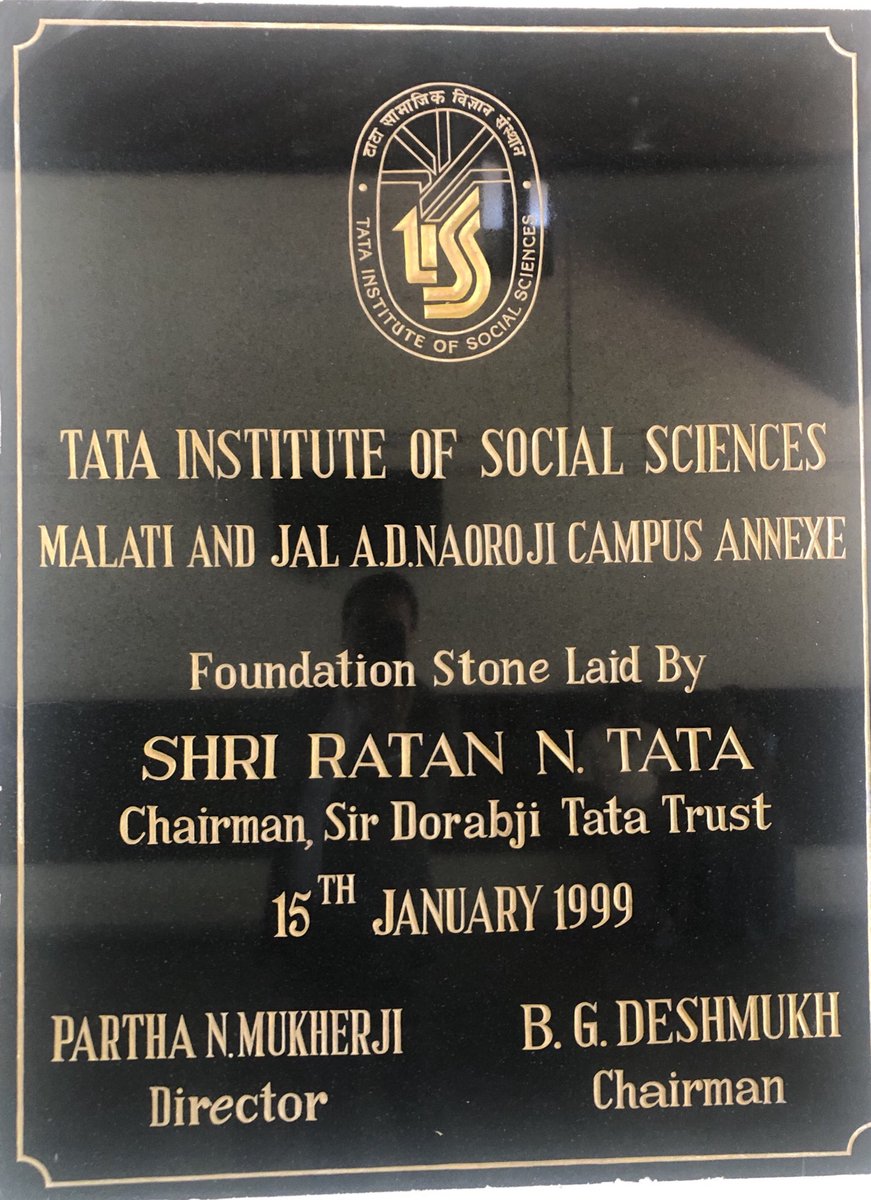 टाटा सामाजिक विज्ञान संस्थान
TATA INSTITUTE OF SOCIAL SCIENCES
tiss
TATA INSTITUTE OF SOCIAL SCIENCES
MALATI AND JAL A.D.NAOROJI CAMPUS ANNEXE
Foundation Stone Laid By
SHRI RATAN N. TATA
Chairman, Sir Dorabji Tata Trust
15TH JANUARY 1999
PARTHA N.MUKHERJI
Director
B. G. DESHMUKH
Chairman